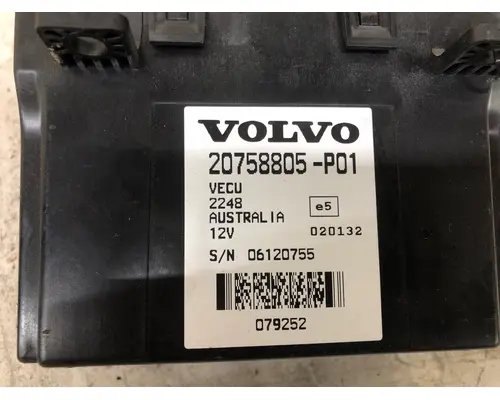 VOLVO
20758805-P01
VECU
2248 e5
AUSTRALIA
12V 020132
S/N 06120755
079252